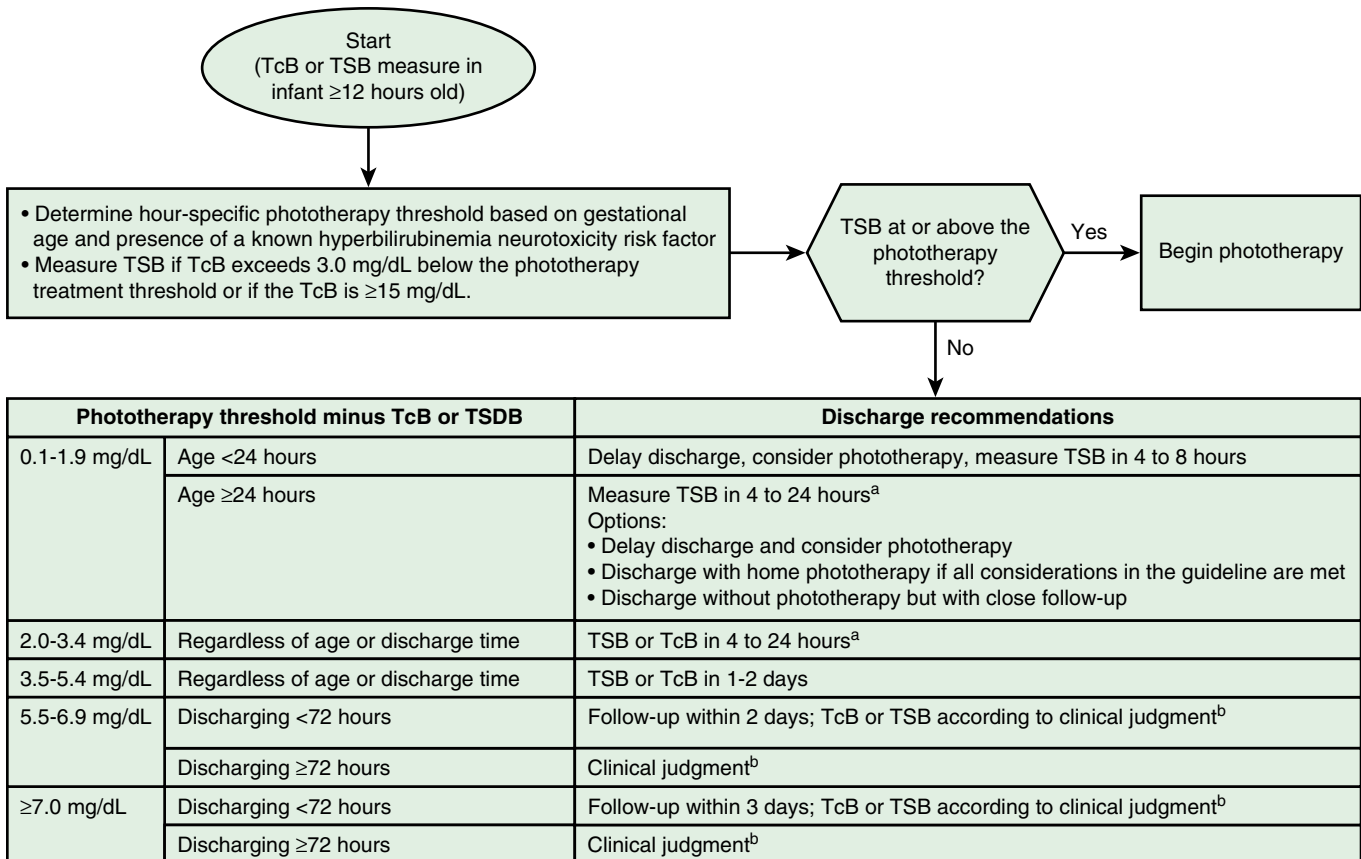 Start
(TcB or TSB measure in
infant ≥12 hours old)
• Determine hour-specific phototherapy threshold based on gestational
age and presence of a known hyperbilirubinemia neurotoxicity risk factor
• Measure TSB if TcB exceeds 3.0 mg/dL below the phototherapy
treatment threshold or if the TcB is ≥15 mg/dL.
TSB at or above the
phototherapy
threshold?
Yes
Begin phototherapy
No
Phototherapy threshold minus TcB or TSDB
Discharge recommendations
0.1-1.9 mg/dL
Age <24 hours
Delay discharge, consider phototherapy, measure TSB in 4 to 8 hours
Age ≥24 hours
Measure TSB in 4 to 24 hoursᵃ
Options:
• Delay discharge and consider phototherapy
• Discharge with home phototherapy if all considerations in the guideline are met
• Discharge without phototherapy but with close follow-up
2.0-3.4 mg/dL
Regardless of age or discharge time
TSB or TcB in 4 to 24 hoursᵃ
3.5-5.4 mg/dL
Regardless of age or discharge time
TSB or TcB in 1-2 days
5.5-6.9 mg/dL
Discharging <72 hours
Follow-up within 2 days; TcB or TSB according to clinical judgmentᵇ
Discharging ≥72 hours
Clinical judgmentᵇ
≥7.0 mg/dL
Discharging <72 hours
Follow-up within 3 days; TcB or TSB according to clinical judgmentᵇ
Discharging ≥72 hours
Clinical judgmentᵇ